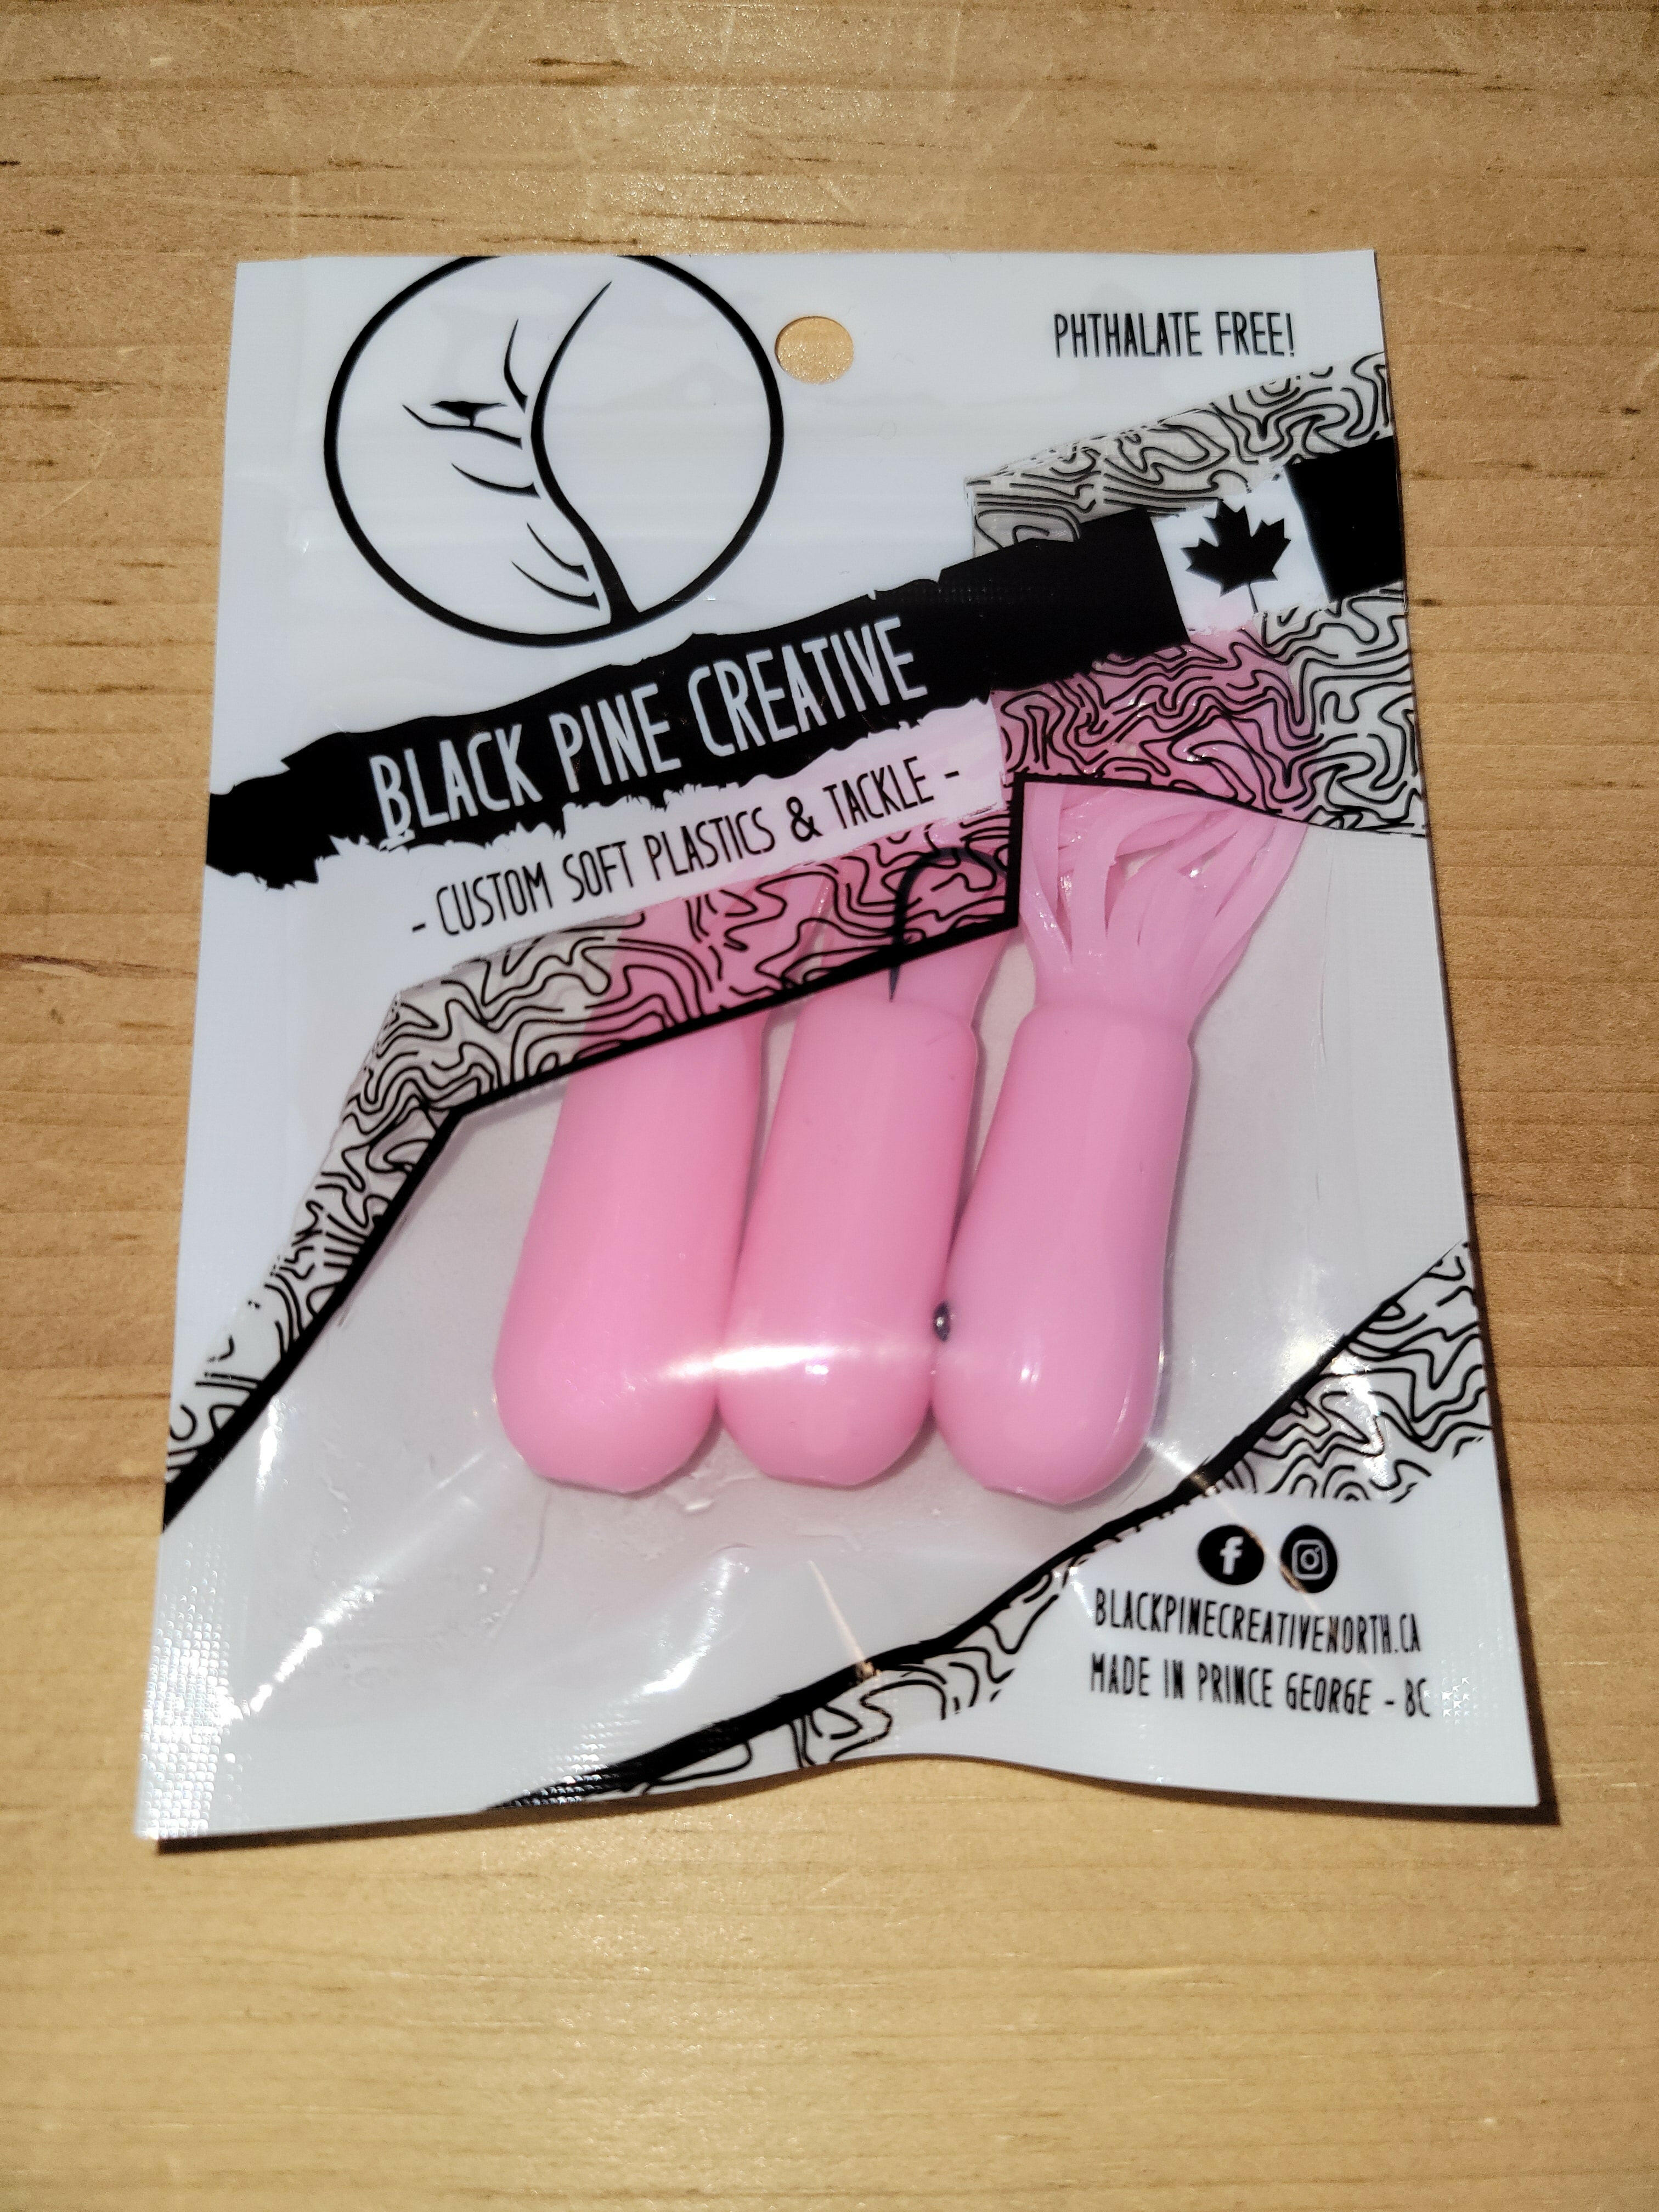 PHTHALATE FREE!
BLACK PINE CREATIVE
- CUSTOM SOFT PLASTICS & TACKLE -
f
BLACKPINECREATIVENORTH.CA
MADE IN PRINCE GEORGE - BC